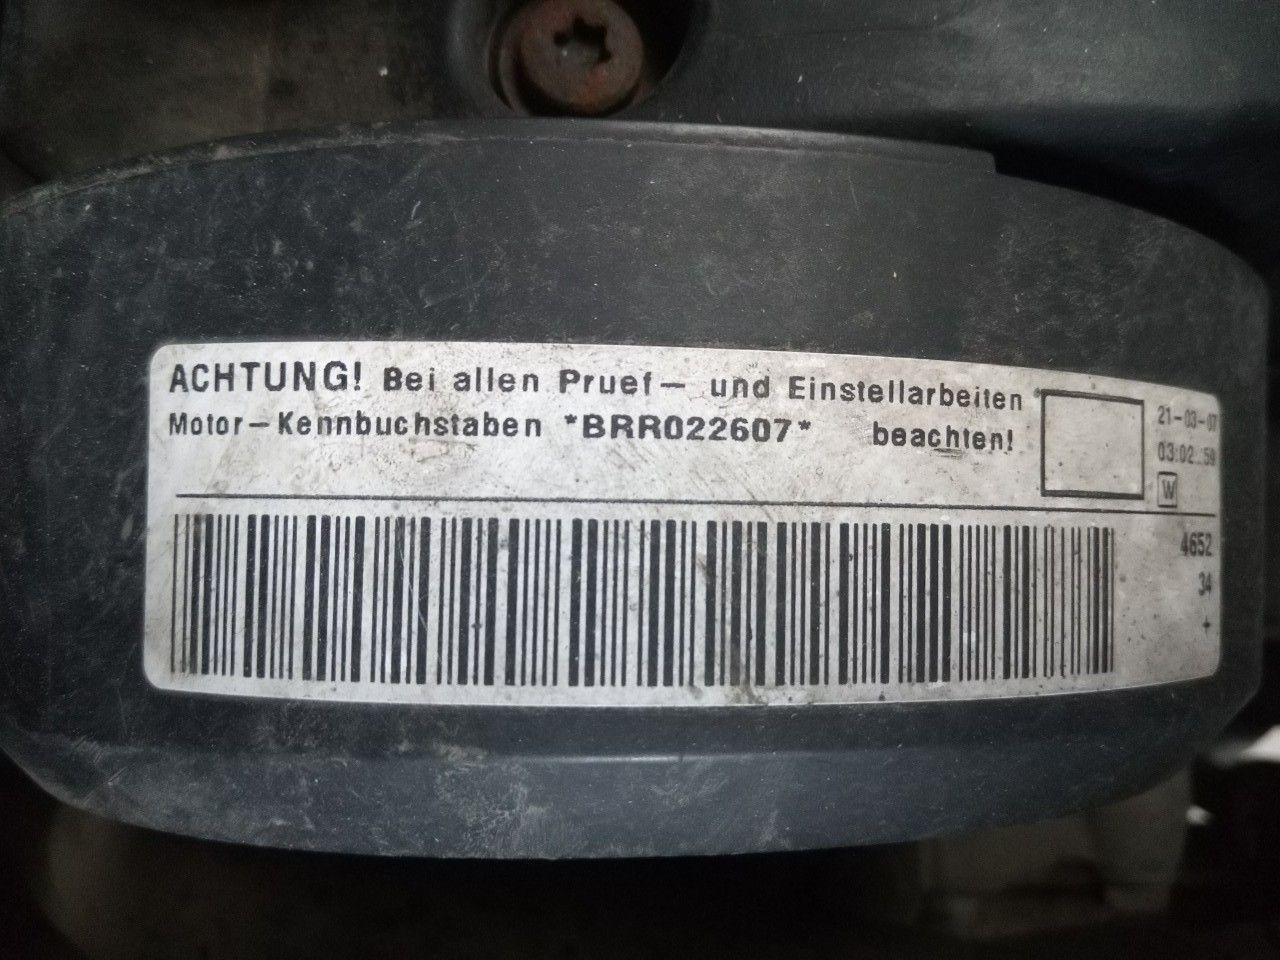 ACHTUNG! Bei allen Pruef- und Einstellarbeiten
Motor-Kennbuchstaben *BRR022607* beachten!
21-03-07
03:02:59
W
4652
34
+